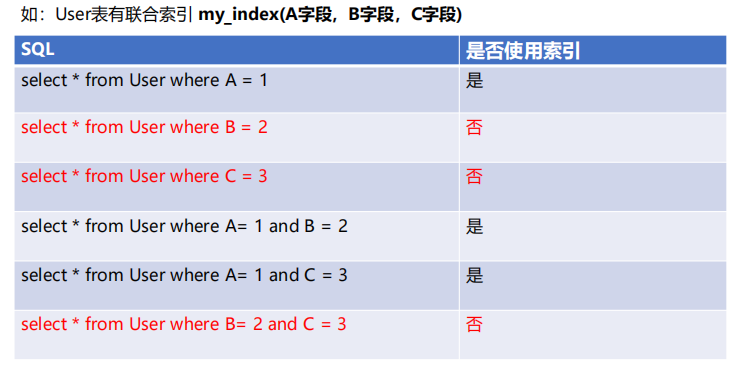 如：User表有联合索引 my_index(A字段，B字段，C字段)
SQL 是否使用索引
select * from User where A = 1 是
select * from User where B = 2 否
select * from User where C = 3 否
select * from User where A= 1 and B = 2 是
select * from User where A= 1 and C = 3 是
select * from User where B= 2 and C = 3 否